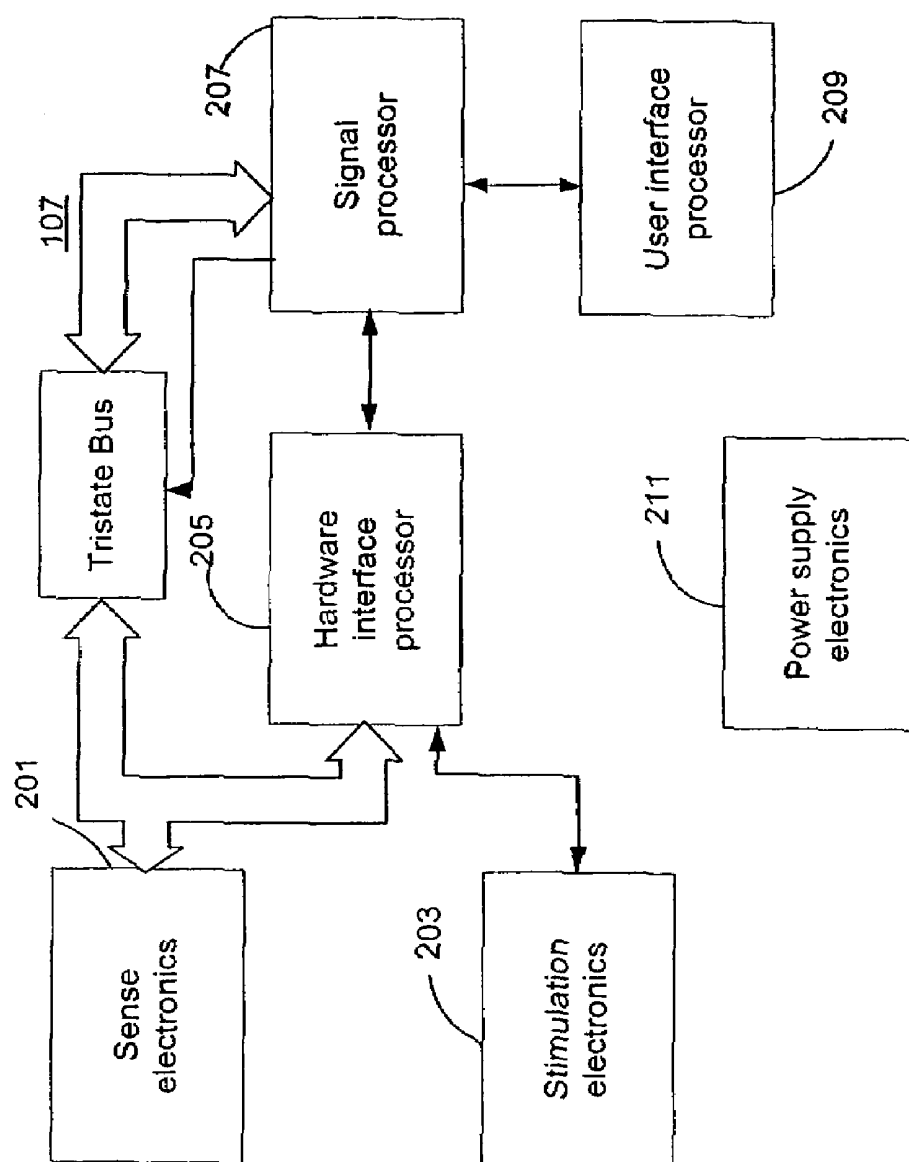 107
201
Sense
electronics
Tristate Bus
207
Signal
processor
205
Hardware
interface
processor
203
Stimulation
electronics
User interface
processor
209
211
Power supply
electronics